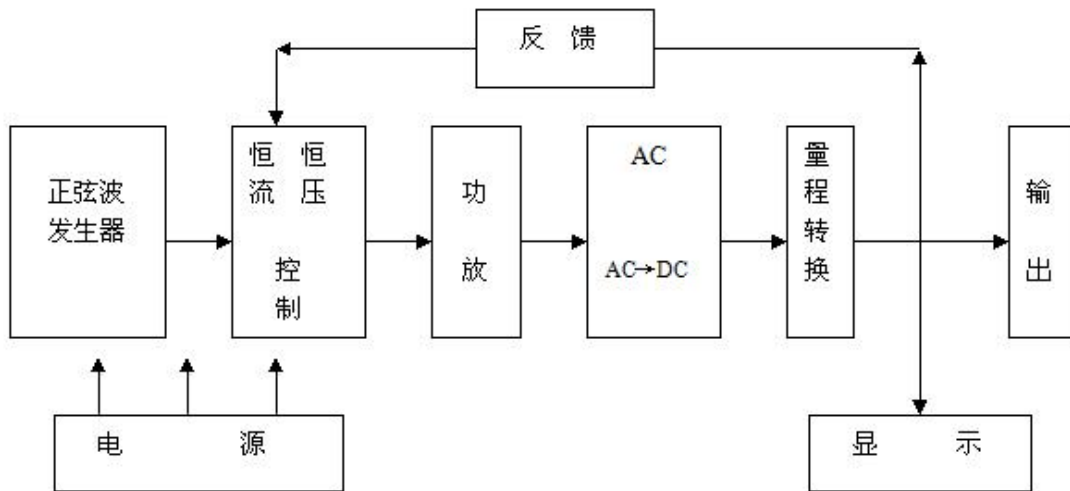 反 馈
正弦波
发生器
恒 恒
流 压
控
制
功
放
AC
AC→DC
量
程
转
换
输
出
电 源
显 示